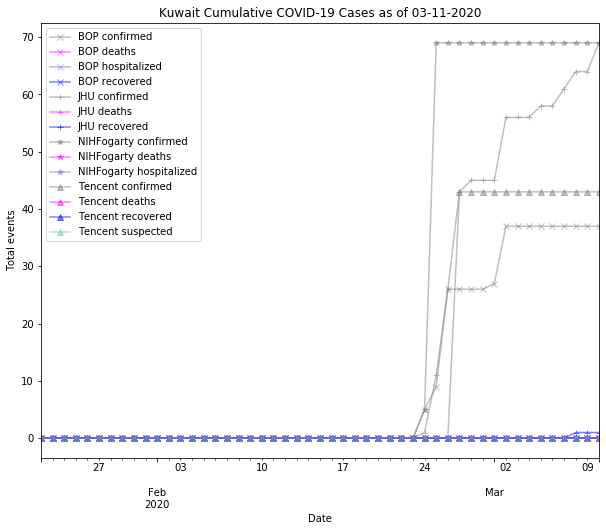 Kuwait Cumulative COVID-19 Cases as of 03-11-2020
70
60
50
40
30
20
10
0
Total events
BOP confirmed
BOP deaths
BOP hospitalized
BOP recovered
JHU confirmed
JHU deaths
JHU recovered
NIHFogarty confirmed
NIHFogarty deaths
NIHFogarty hospitalized
Tencent confirmed
Tencent deaths
Tencent recovered
Tencent suspected
27 03 10 17 24 02 09
Feb Mar
2020
Date